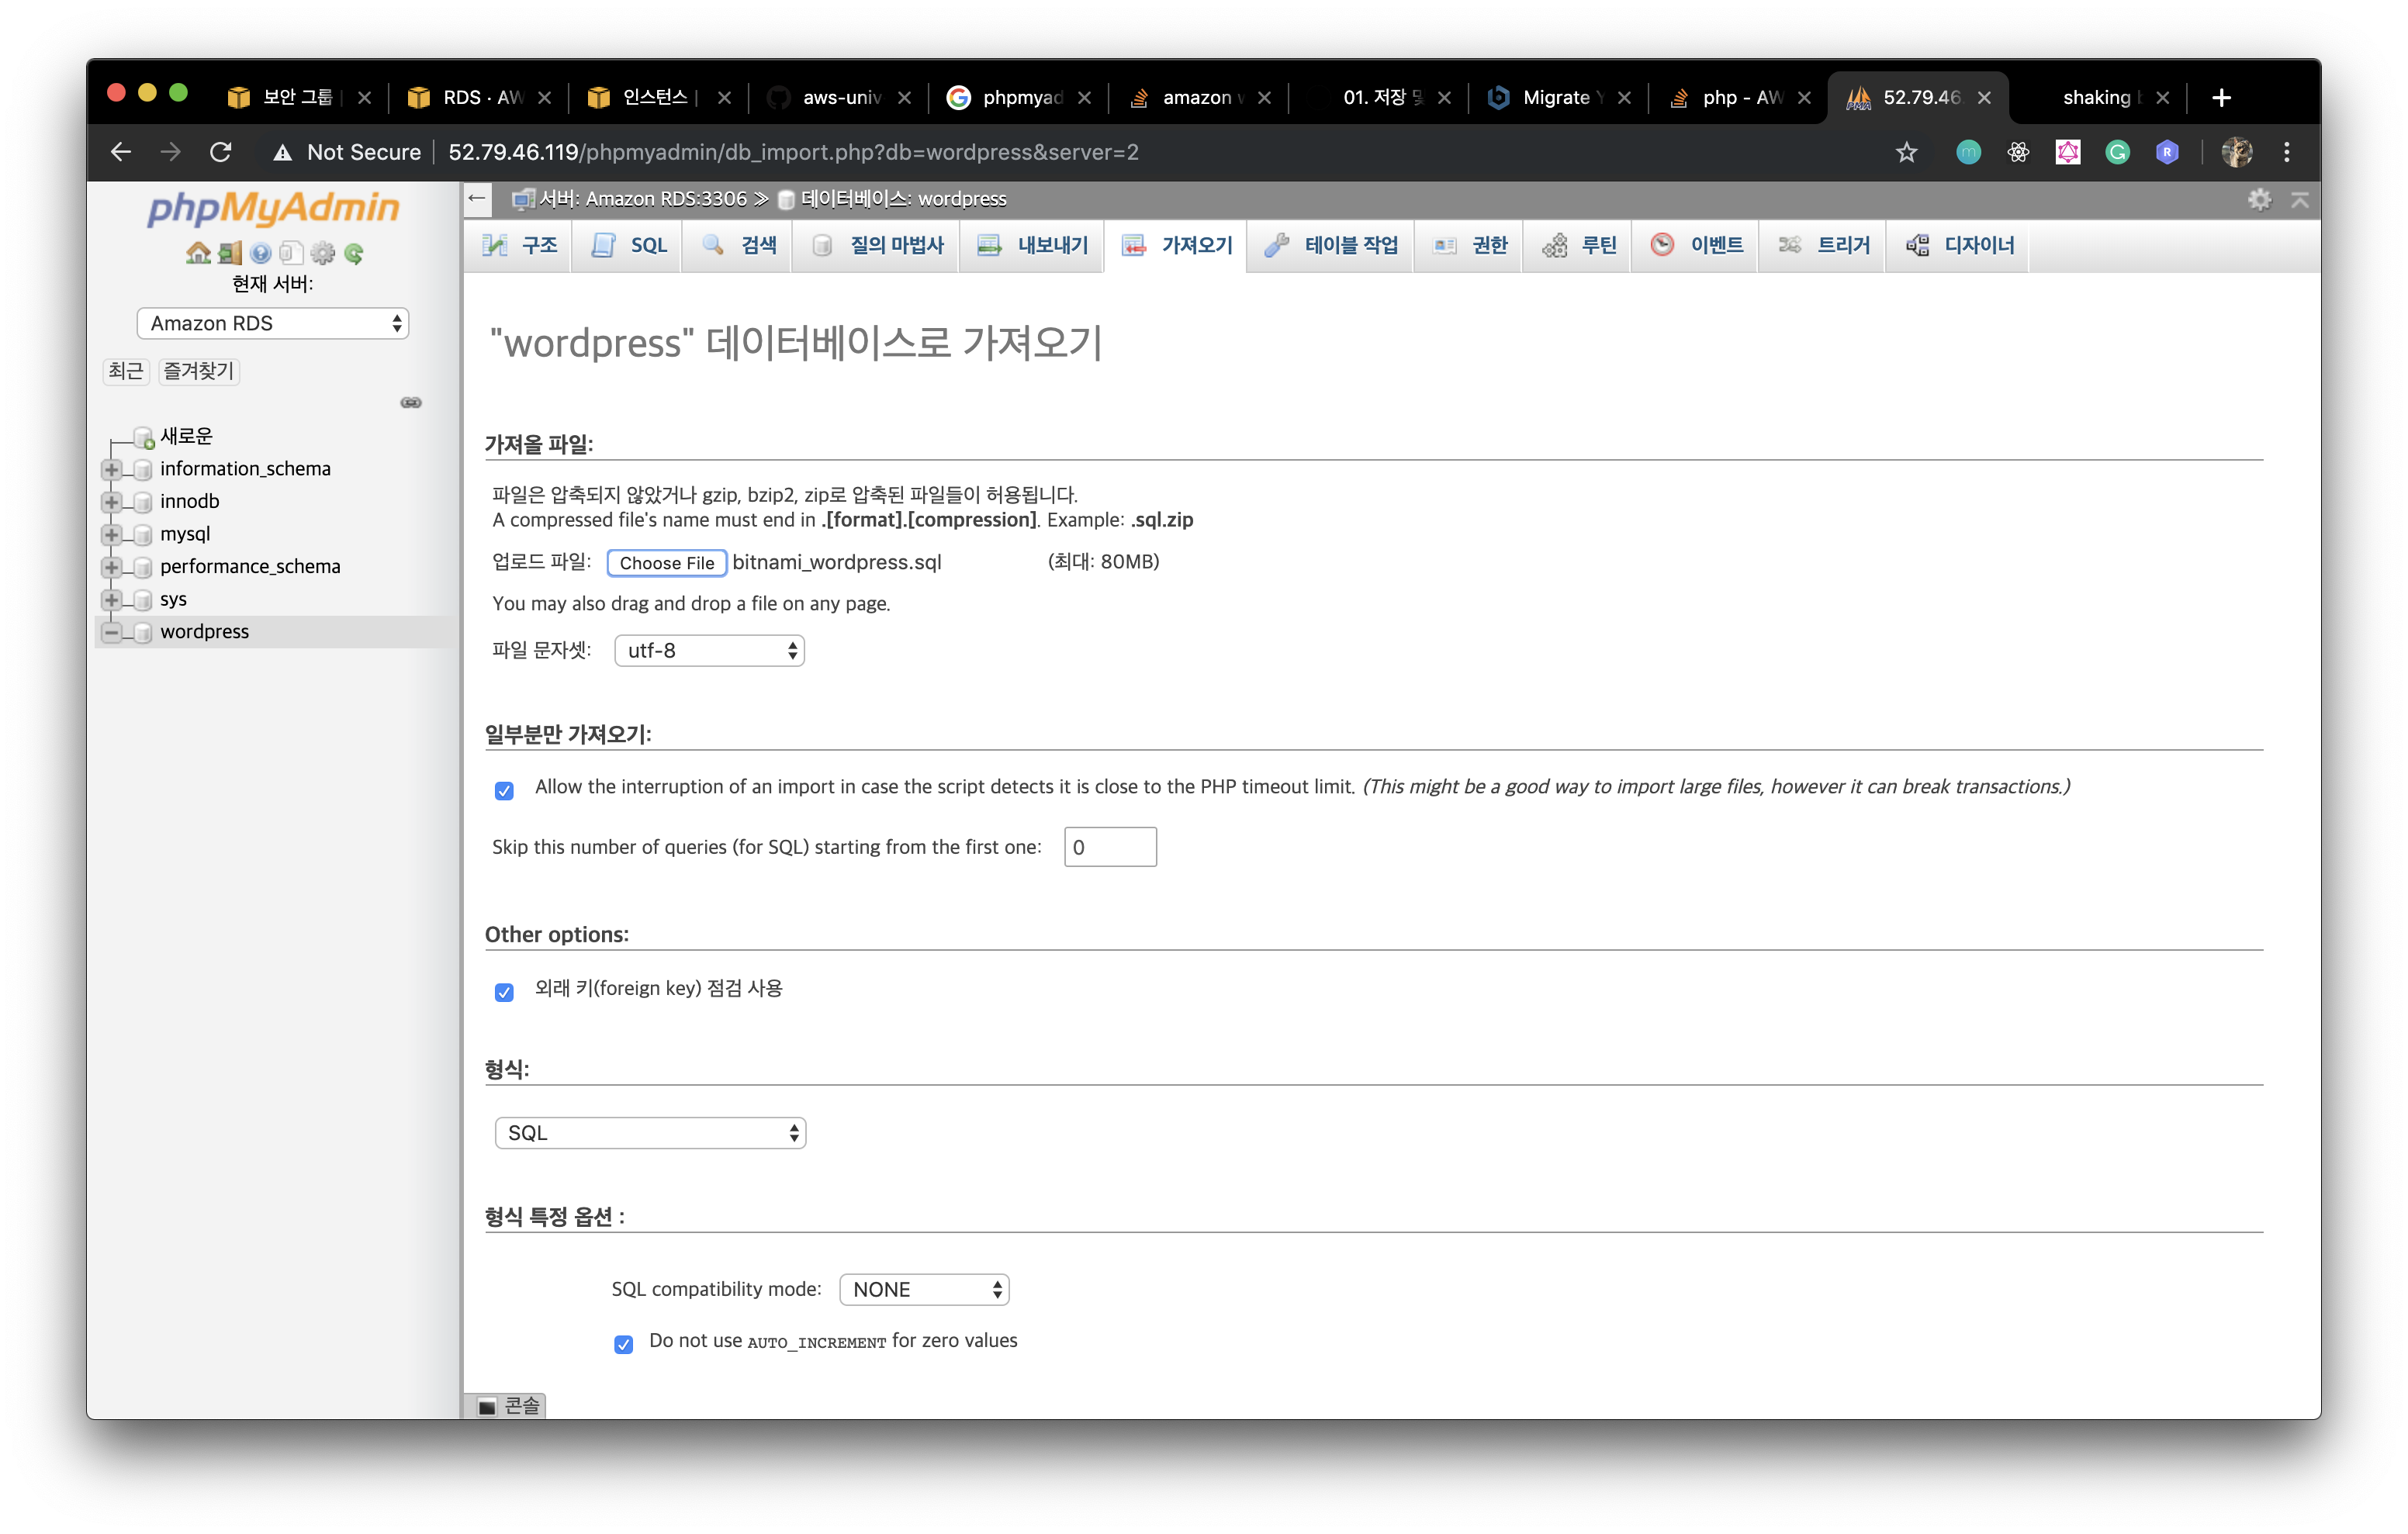 보안 그룹
RDS · AW
인스턴스
aws-univ
phpmyad
amazon w
01. 저장 및
Migrate Y
php - AW
52.79.46.
shaking b
Not Secure
52.79.46.119/phpmyadmin/db_import.php?db=wordpress&server=2
phpMyAdmin
현재 서버:
Amazon RDS
최근 즐겨찾기
새로운
information_schema
innodb
mysql
performance_schema
sys
wordpress
서버: Amazon RDS:3306 » 데이터베이스: wordpress
구조
SQL
검색
질의 마법사
내보내기
가져오기
테이블 작업
권한
루틴
이벤트
트리거
디자이너
"wordpress" 데이터베이스로 가져오기
가져올 파일:
파일은 압축되지 않았거나 gzip, bzip2, zip로 압축된 파일들이 허용됩니다.
A compressed file's name must end in .[format].[compression]. Example: .sql.zip
업로드 파일: Choose File bitnami_wordpress.sql (최대: 80MB)
You may also drag and drop a file on any page.
파일 문자셋: utf-8
일부분만 가져오기:
Allow the interruption of an import in case the script detects it is close to the PHP timeout limit. (This might be a good way to import large files, however it can break transactions.)
Skip this number of queries (for SQL) starting from the first one: 0
Other options:
외래 키(foreign key) 점검 사용
형식:
SQL
형식 특정 옵션 :
SQL compatibility mode: NONE
Do not use AUTO_INCREMENT for zero values
콘솔